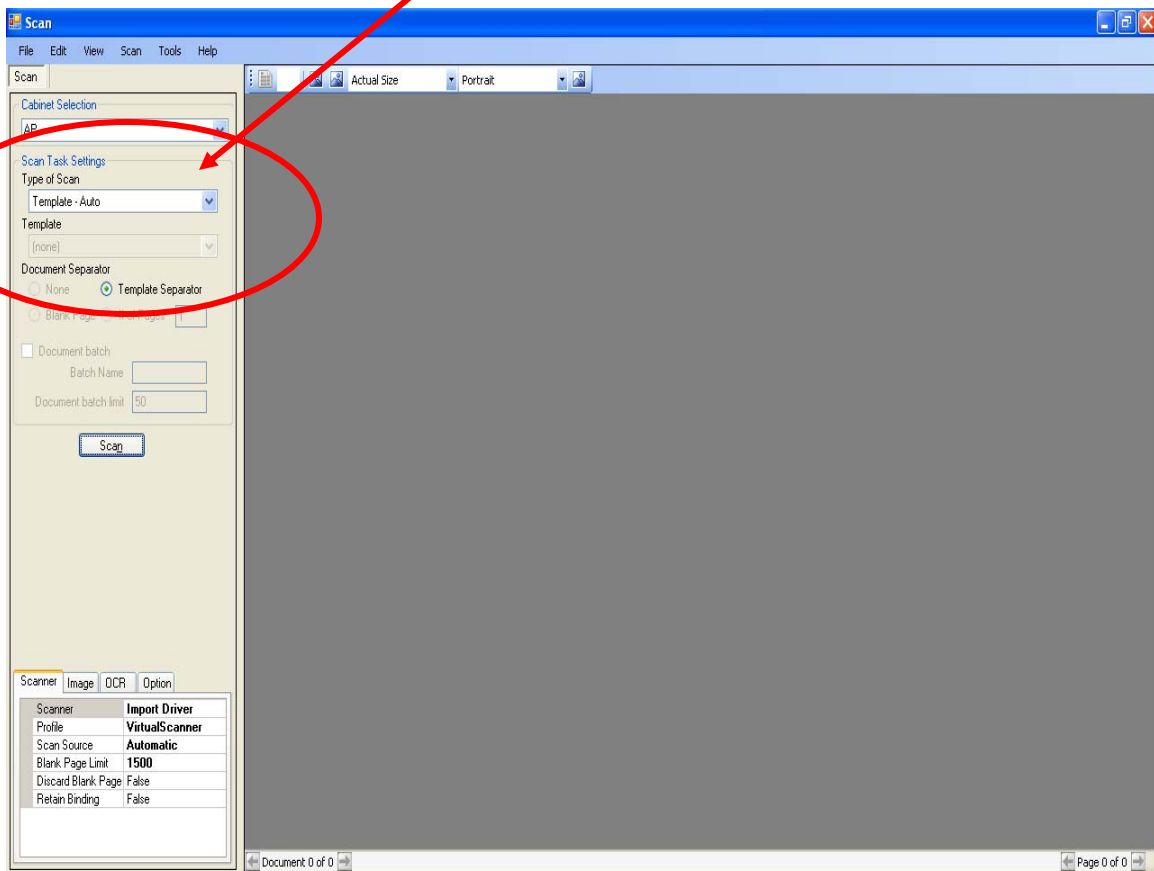 Scan
File Edit View Scan Tools Help
Scan
Actual Size Portrait
Cabinet Selection
AP
Scan Task Settings
Type of Scan
Template - Auto
Template
(none)
Document Separator
None Template Separator
Blank Page # of Pages 1
Document batch
Batch Name
Document batch limit 50
Scan
Scanner Image OCR Option
Scanner Import Driver
Profile VirtualScanner
Scan Source Automatic
Blank Page Limit 1500
Discard Blank Page False
Retain Binding False
Document 0 of 0
Page 0 of 0